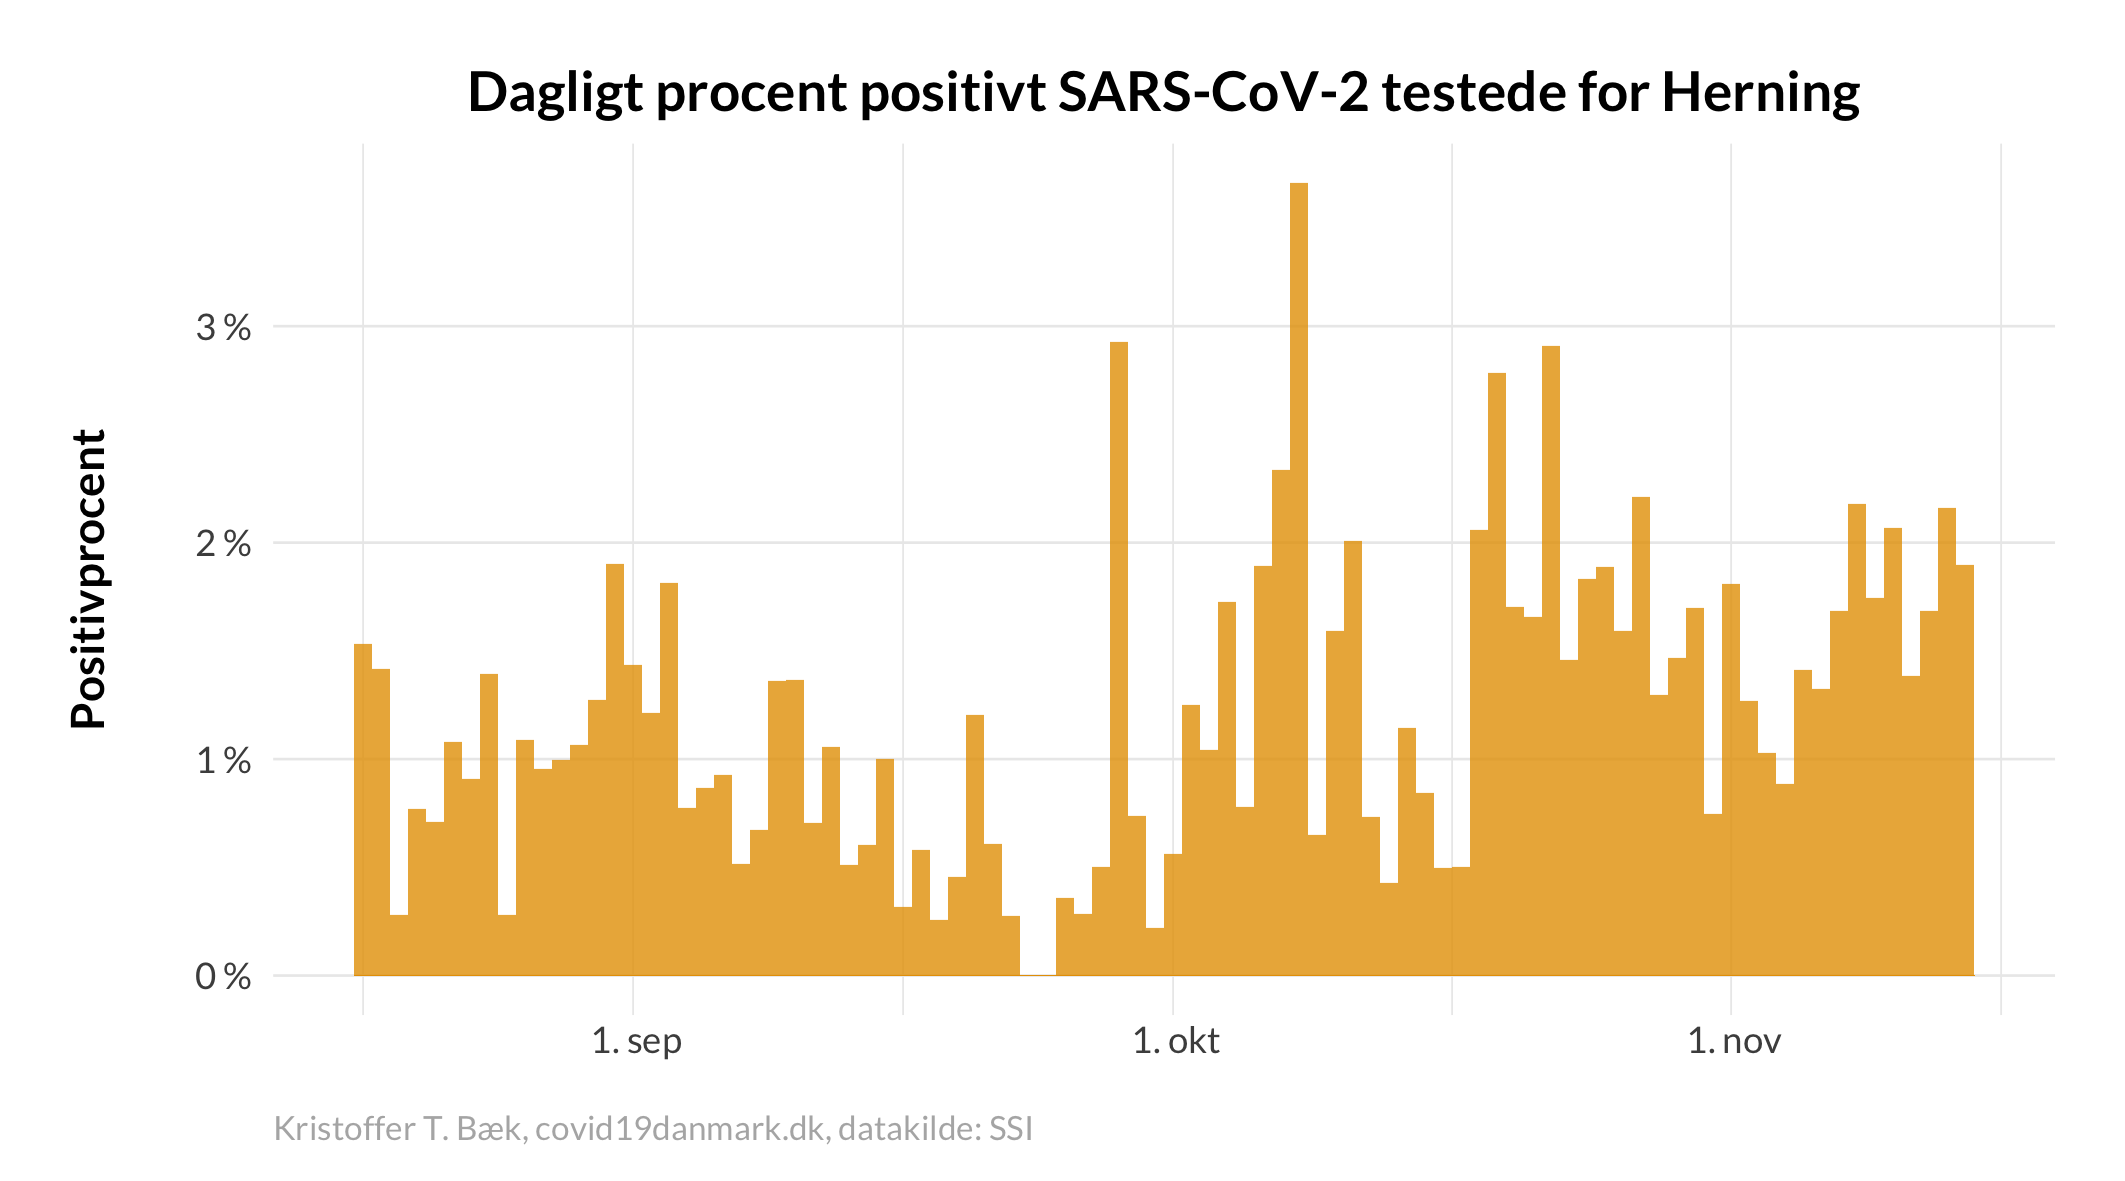 Dagligt procent positivt SARS-CoV-2 testede for Herning
Positivprocent
3 %
2 %
1 %
0 %
1. sep
1. okt
1. nov
Kristoffer T. Bæk, covid19danmark.dk, datakilde: SSI